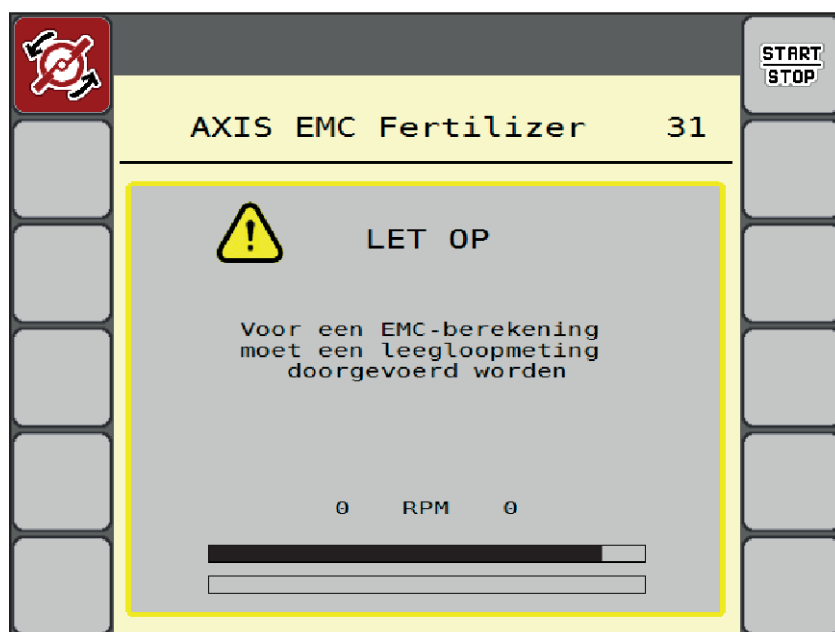 START
STOP
AXIS EMC Fertilizer 31
LET OP
Voor een EMC-berekening
moet een leegloopmeting
doorgevoerd worden
0 RPM 0